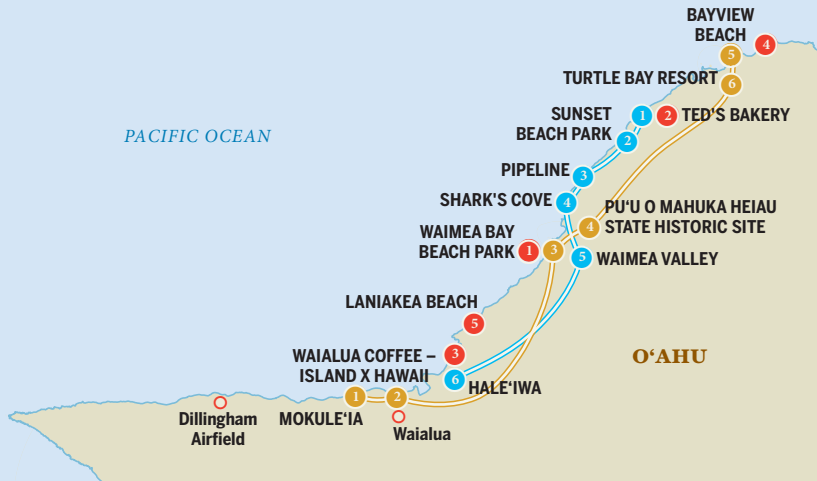 BAYVIEW
BEACH
4
5
TURTLE BAY RESORT
6
SUNSET
BEACH PARK
1
2
TED'S BAKERY
2
PACIFIC OCEAN
PIPELINE
3
SHARK'S COVE
4
PU‘U O MAHUKA HEIAU
STATE HISTORIC SITE
4
WAIMEA BAY
BEACH PARK
1
3
5
WAIMEA VALLEY
LANIAKEA BEACH
5
WAIALUA COFFEE –
ISLAND X HAWAII
3
O‘AHU
6
HALE‘IWA
1
2
MOKULE‘IA
Dillingham
Airfield
Waialua